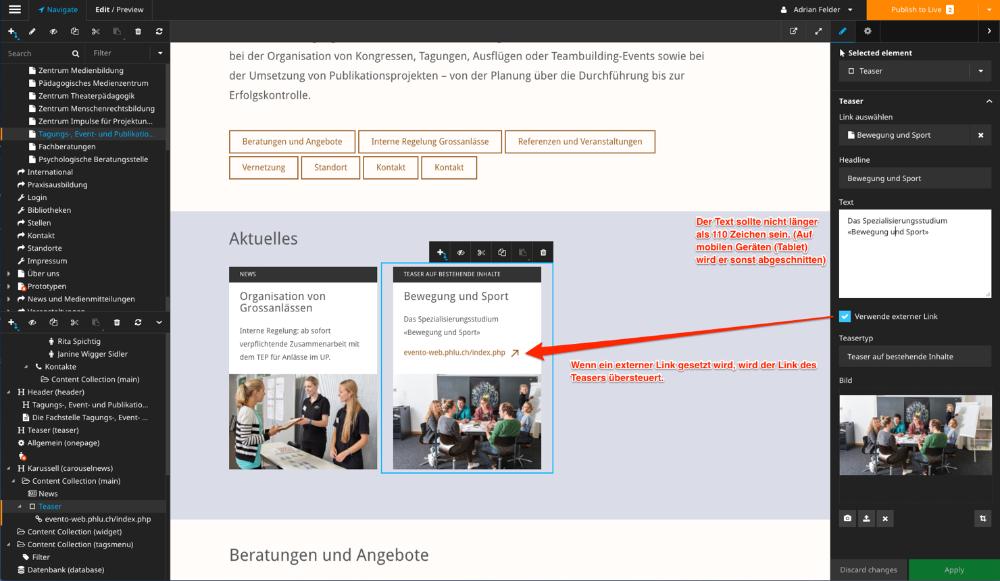 Navigate
Edit / Preview
Adrian Felder
Publish to Live 2
Search
Filter
Zentrum Medienbildung
Pädagogisches Medienzentrum
Zentrum Theaterpädagogik
Zentrum Menschenrechtsbildung
Zentrum Impulse für Projektun...
Tagungs-, Event- und Publikatio...
Fachberatungen
Psychologische Beratungsstelle
International
Praxisausbildung
Login
Bibliotheken
Stellen
Kontakt
Standorte
Impressum
Über uns
Prototypen
News und Medienmitteilungen
Rita Spichtig
Janine Wigger Sidler
Kontakte
Content Collection (main)
Header (header)
Tagungs-, Event- und Publikatio...
Die Fachstelle Tagungs-, Event- ...
Teaser (teaser)
Allgemein (onepage)
Karussell (carouselnews)
Content Collection (main)
News
Teaser
evento-web.phlu.ch/index.php
Content Collection (widget)
Content Collection (tagsmenu)
Filter
Datenbank (database)
bei der Organisation von Kongressen, Tagungen, Ausflügen oder Teambuilding-Events sowie bei
der Umsetzung von Publikationsprojekten – von der Planung über die Durchführung bis zur
Erfolgskontrolle.
Beratungen und Angebote
Interne Regelung Grossanlässe
Referenzen und Veranstaltungen
Vernetzung
Standort
Kontakt
Kontakt
Aktuelles
NEWS
Organisation von
Grossanlässen
Interne Regelung: ab sofort
verpflichtende Zusammenarbeit mit
dem TEP für Anlässe im UP.
TEASER AUF BESTEHENDE INHALTE
Bewegung und Sport
Das Spezialisierungsstudium
«Bewegung und Sport»
evento-web.phlu.ch/index.php
Der Text sollte nicht länger
als 110 Zeichen sein. (Auf
mobilen Geräten (Tablet)
wird er sonst abgeschnitten)
Wenn ein externer Link gesetzt wird, wird der Link des
Teasers übersteuert.
Beratungen und Angebote
Selected element
Teaser
Teaser
Link auswählen
Bewegung und Sport
Headline
Bewegung und Sport
Text
Das Spezialisierungsstudium
«Bewegung und Sport»
Verwende externer Link
Teasertyp
Teaser auf bestehende Inhalte
Bild
Discard changes
Apply